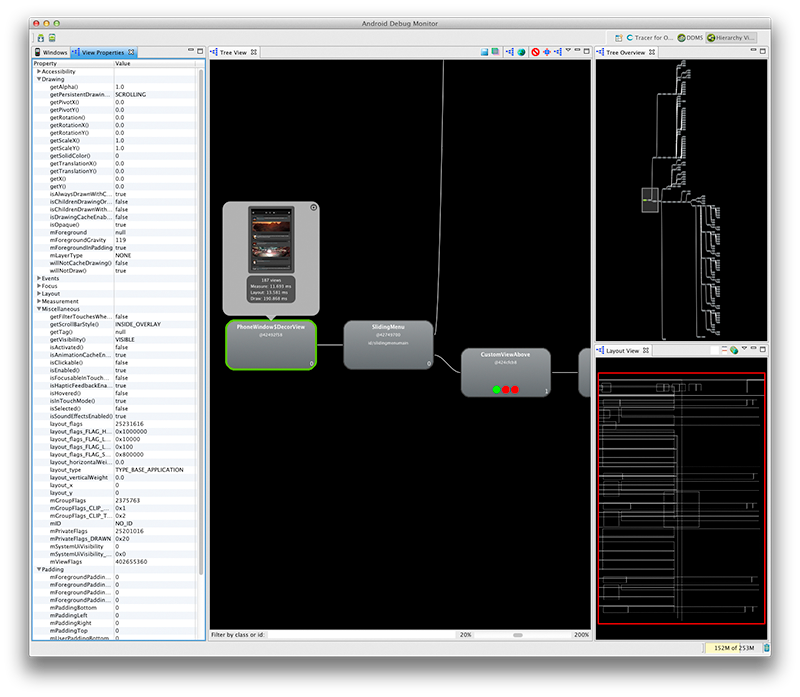 Android Debug Monitor
Tracer for O... DDMS Hierarchy Vi...
Windows View Properties
Property Value
Accessibility
Drawing
getAlpha() 1.0
getPersistentDrawin... SCROLLING
getPivotX() 0.0
getPivotY() 0.0
getRotation() 0.0
getRotationX() 0.0
getRotationY() 0.0
getScaleX() 1.0
getScaleY() 1.0
getSolidColor() 0
getTranslationX() 0.0
getTranslationY() 0.0
getX() 0.0
getY() 0.0
isAlwaysDrawnWithC... true
isChildrenDrawingOr... false
isChildrenDrawnWith... false
isDrawingCacheEnab... false
isOpaque() true
mForeground null
mForegroundGravity 119
mForegroundInPadding true
mLayerType NONE
willNotCacheDrawing() false
willNotDraw() true
Events
Focus
Layout
Measurement
Miscellaneous
getFilterTouchesWhe... false
getScrollBarStyle() INSIDE_OVERLAY
getTag() null
getVisibility() VISIBLE
isActivated() false
isAnimationCacheEn... true
isClickable() false
isEnabled() true
isFocusableInTouch... false
isHapticFeedbackEna... true
isHovered() false
isInTouchMode() true
isSelected() false
isSoundEffectsEnabled() true
layout_flags 25231616
layout_flags_FLAG_H... 0x1000000
layout_flags_FLAG_L... 0x10000
layout_flags_FLAG_L... 0x100
layout_flags_FLAG_S... 0x800000
layout_horizontalWei... 0.0
layout_type TYPE_BASE_APPLICATION
layout_verticalWeight 0.0
layout_x 0
layout_y 0
mGroupFlags 2375763
mGroupFlags_CLIP_... 0x1
mGroupFlags_CLIP_T... 0x2
mID NO_ID
mPrivateFlags 25201016
mPrivateFlags_DRAWN 0x20
mSystemUiVisibility 0
mSystemUiVisibility_... 0x0
mViewFlags 402655360
Padding
mForegroundPaddin... 0
mForegroundPaddin... 0
mForegroundPaddin... 0
mForegroundPaddin... 0
mPaddingBottom 0
mPaddingLeft 0
mPaddingRight 0
mPaddingTop 0
mUserPaddingBottom 0
Tree View
187 views
Measure: 11.899 ms
Layout: 13.581 ms
Draw: 190.868 ms
PhoneWindow$DecorView
0
SlidingMenu
@42749780
id/slidingmenumain
0
CustomViewAbove
1
Filter by class or id: 20% 200%
Tree Overview
Layout View
152M of 253M